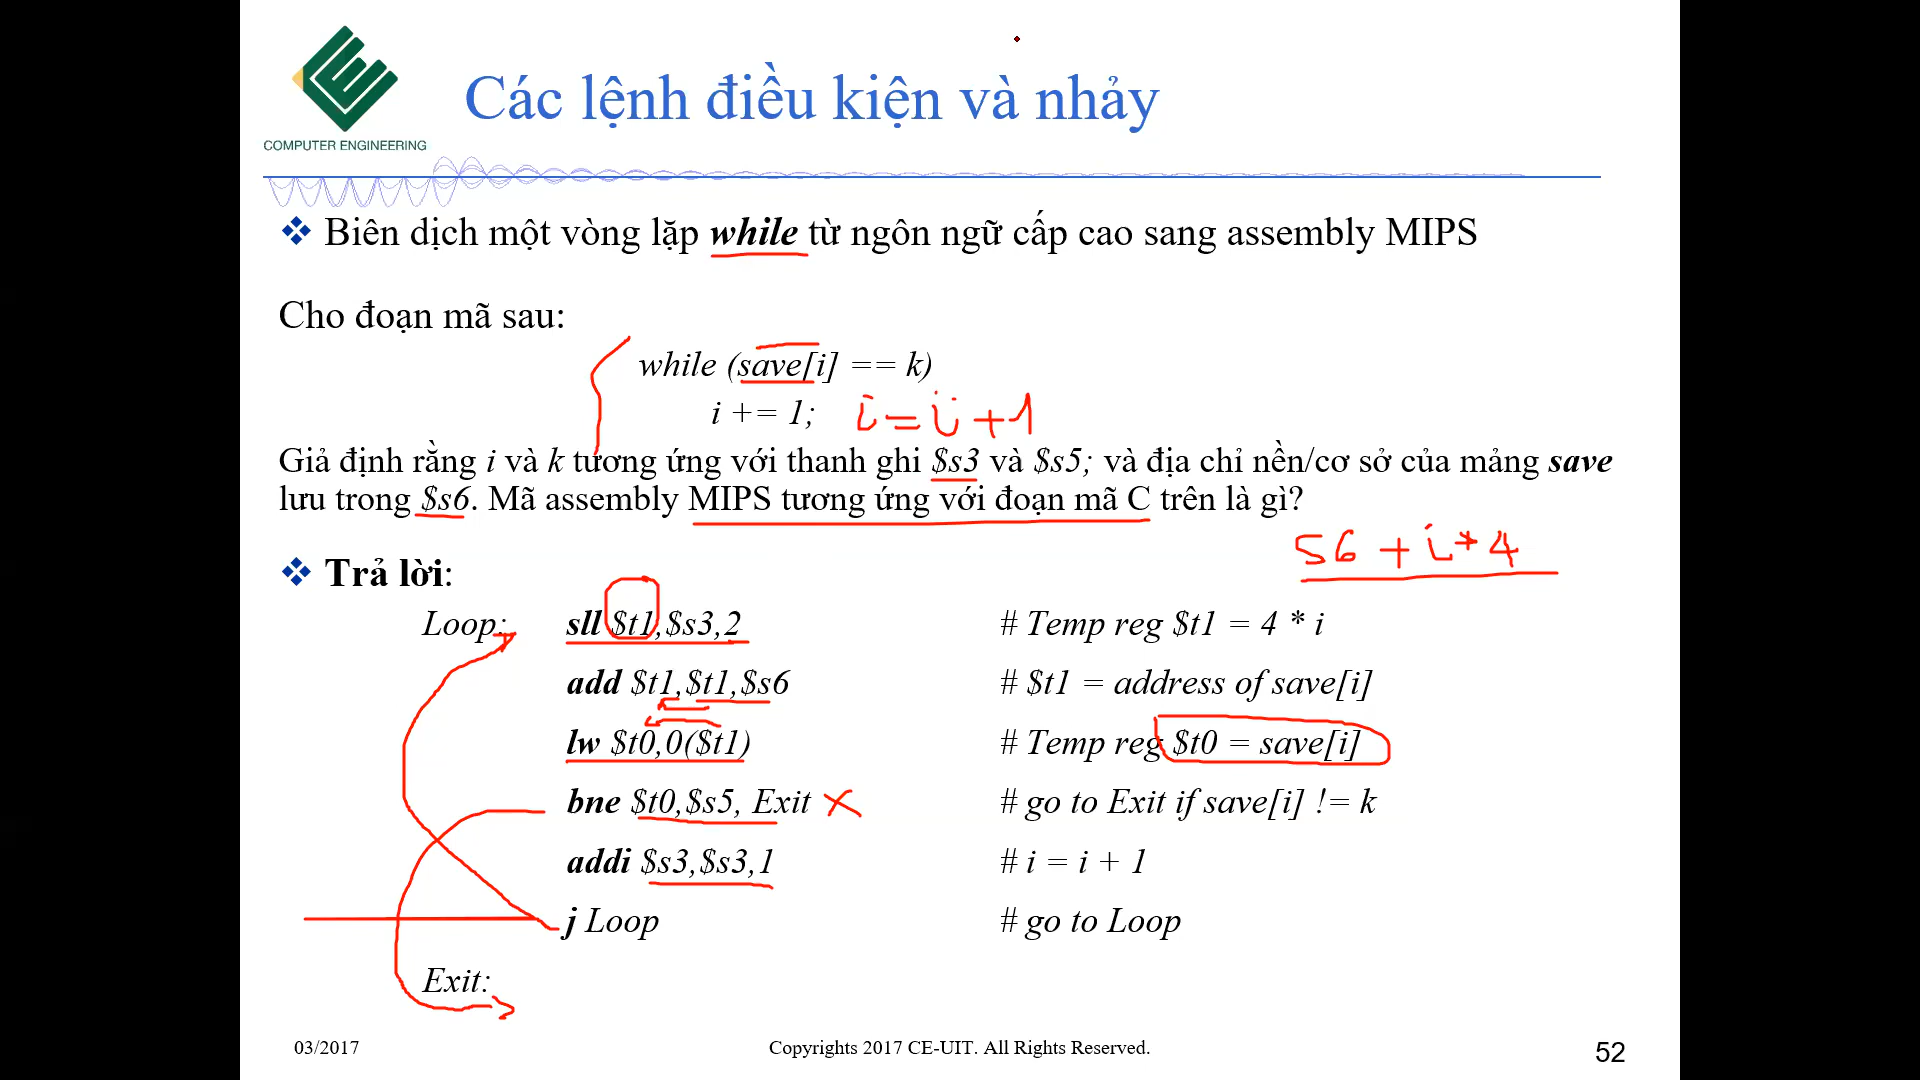 COMPUTER ENGINEERING
Các lệnh điều kiện và nhảy
❖ Biên dịch một vòng lặp while từ ngôn ngữ cấp cao sang assembly MIPS
Cho đoạn mã sau:
while (save[i] == k)
i += 1; i = i + 1
Giả định rằng i và k tương ứng với thanh ghi $s3 và $s5; và địa chỉ nền/cơ sở của mảng save
lưu trong $s6. Mã assembly MIPS tương ứng với đoạn mã C trên là gì?
S6 + i * 4
❖ Trả lời:
Loop: sll $t1,$s3,2 # Temp reg $t1 = 4 * i
add $t1,$t1,$s6 # $t1 = address of save[i]
lw $t0,0($t1) # Temp reg $t0 = save[i]
bne $t0,$s5, Exit # go to Exit if save[i] != k
addi $s3,$s3,1 # i = i + 1
j Loop # go to Loop
Exit:
03/2017 Copyrights 2017 CE-UIT. All Rights Reserved. 52